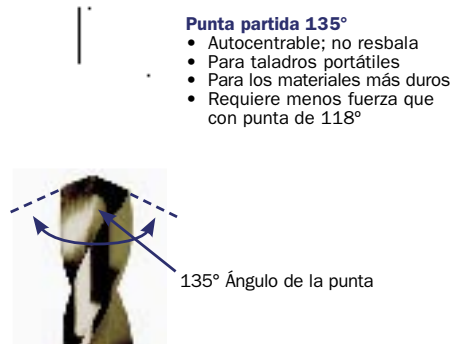 Punta partida 135°
• Autocentrable; no resbala
• Para taladros portátiles
• Para los materiales más duros
• Requiere menos fuerza que
con punta de 118º
135° Ángulo de la punta